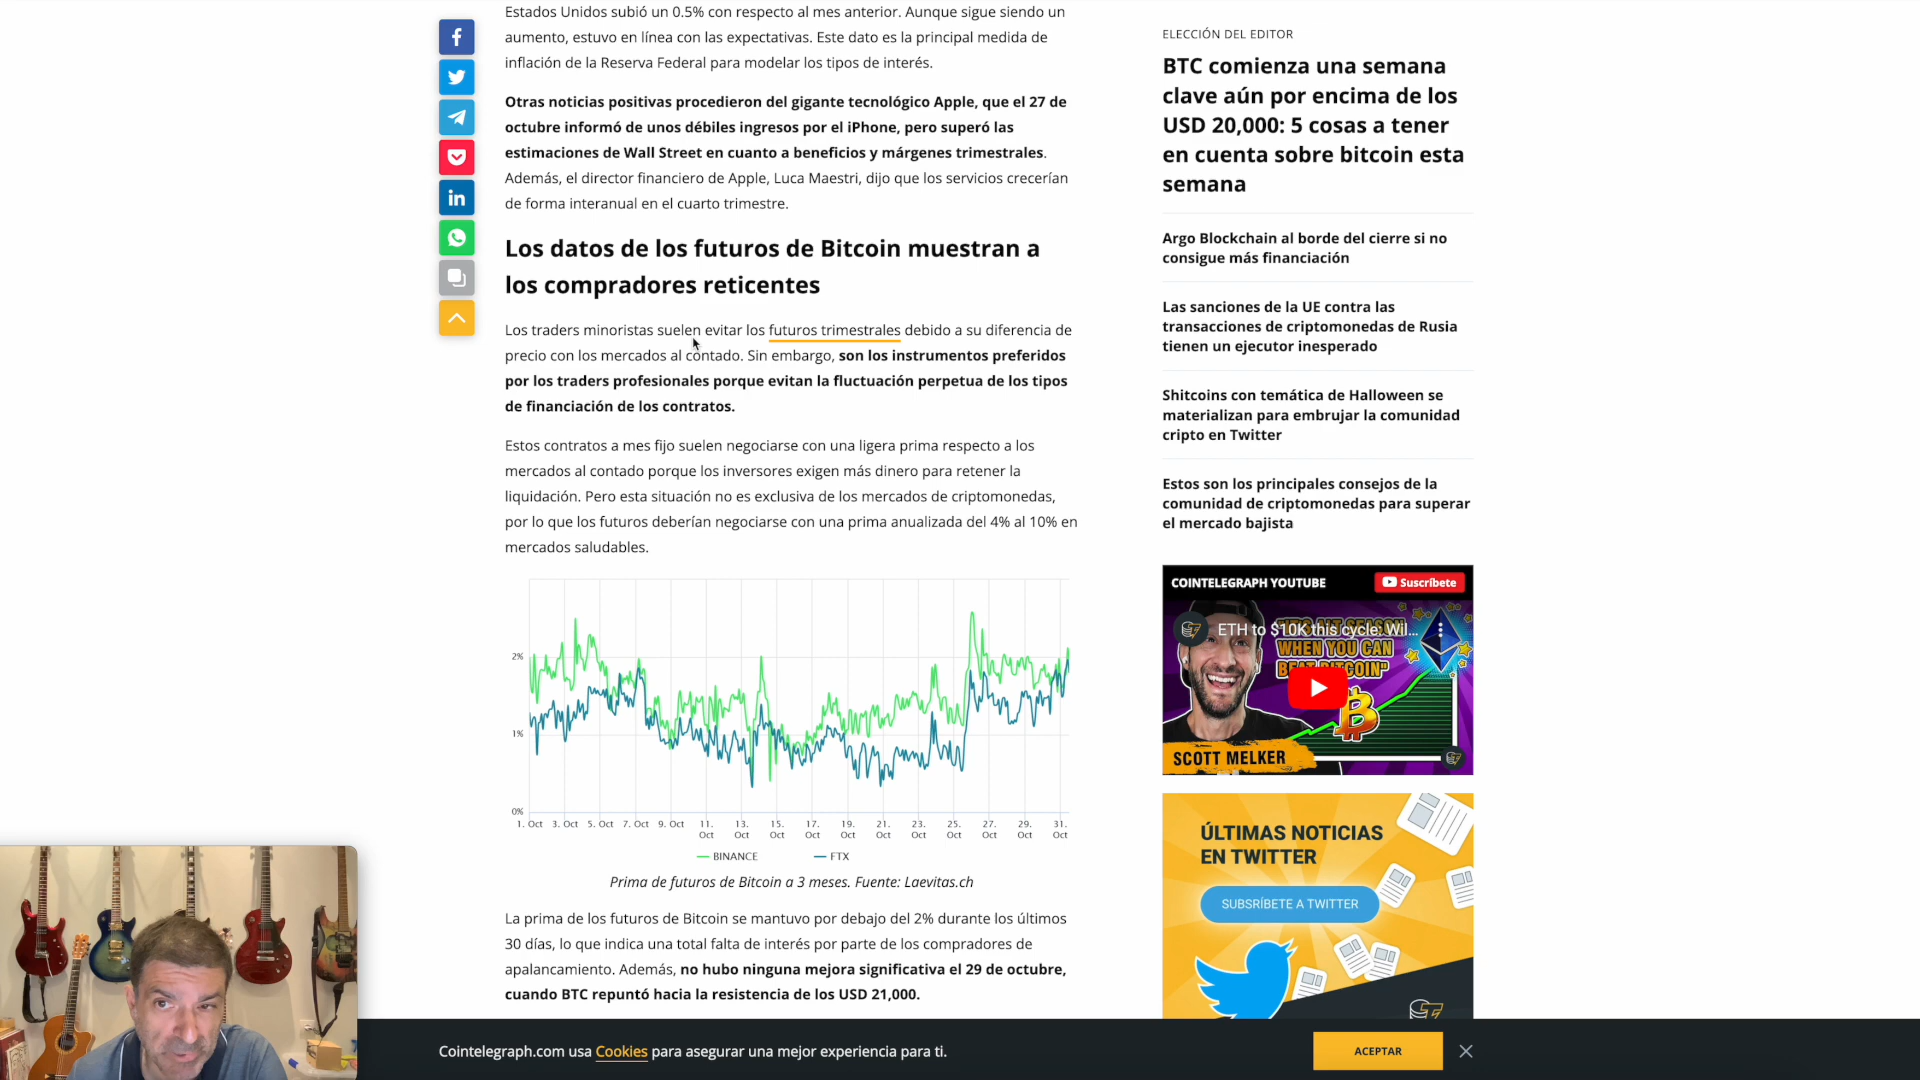 Estados Unidos subió un 0.5% con respecto al mes anterior. Aunque sigue siendo un
aumento, estuvo en línea con las expectativas. Este dato es la principal medida de
inflación de la Reserva Federal para modelar los tipos de interés.
Otras noticias positivas procedieron del gigante tecnológico Apple, que el 27 de
octubre informó de unos débiles ingresos por el iPhone, pero superó las
estimaciones de Wall Street en cuanto a beneficios y márgenes trimestrales.
Además, el director financiero de Apple, Luca Maestri, dijo que los servicios crecerían
de forma interanual en el cuarto trimestre.
Los datos de los futuros de Bitcoin muestran a
los compradores reticentes
Los traders minoristas suelen evitar los futuros trimestrales debido a su diferencia de
precio con los mercados al contado. Sin embargo, son los instrumentos preferidos
por los traders profesionales porque evitan la fluctuación perpetua de los tipos
de financiación de los contratos.
Estos contratos a mes fijo suelen negociarse con una ligera prima respecto a los
mercados al contado porque los inversores exigen más dinero para retener la
liquidación. Pero esta situación no es exclusiva de los mercados de criptomonedas,
por lo que los futuros deberían negociarse con una prima anualizada del 4% al 10% en
mercados saludables.
2%
1%
0%
1. Oct 3. Oct 5. Oct 7. Oct 9. Oct 11. Oct 13. Oct 15. Oct 17. Oct 19. Oct 21. Oct 23. Oct 25. Oct 27. Oct 29. Oct 31. Oct
BINANCE FTX
Prima de futuros de Bitcoin a 3 meses. Fuente: Laevitas.ch
La prima de los futuros de Bitcoin se mantuvo por debajo del 2% durante los últimos
30 días, lo que indica una total falta de interés por parte de los compradores de
apalancamiento. Además, no hubo ninguna mejora significativa el 29 de octubre,
cuando BTC repuntó hacia la resistencia de los USD 21,000.
ELECCIÓN DEL EDITOR
BTC comienza una semana
clave aún por encima de los
USD 20,000: 5 cosas a tener
en cuenta sobre bitcoin esta
semana
Argo Blockchain al borde del cierre si no
consigue más financiación
Las sanciones de la UE contra las
transacciones de criptomonedas de Rusia
tienen un ejecutor inesperado
Shitcoins con temática de Halloween se
materializan para embrujar la comunidad
cripto en Twitter
Estos son los principales consejos de la
comunidad de criptomonedas para superar
el mercado bajista
COINTELEGRAPH YOUTUBE Suscríbete
ETH to $10K this cycle: Wil...
WHEN YOU CAN
BEAT BITCOIN"
SCOTT MELKER
ÚLTIMAS NOTICIAS
EN TWITTER
SUBSRÍBETE A TWITTER
Cointelegraph.com usa Cookies para asegurar una mejor experiencia para ti.
ACEPTAR